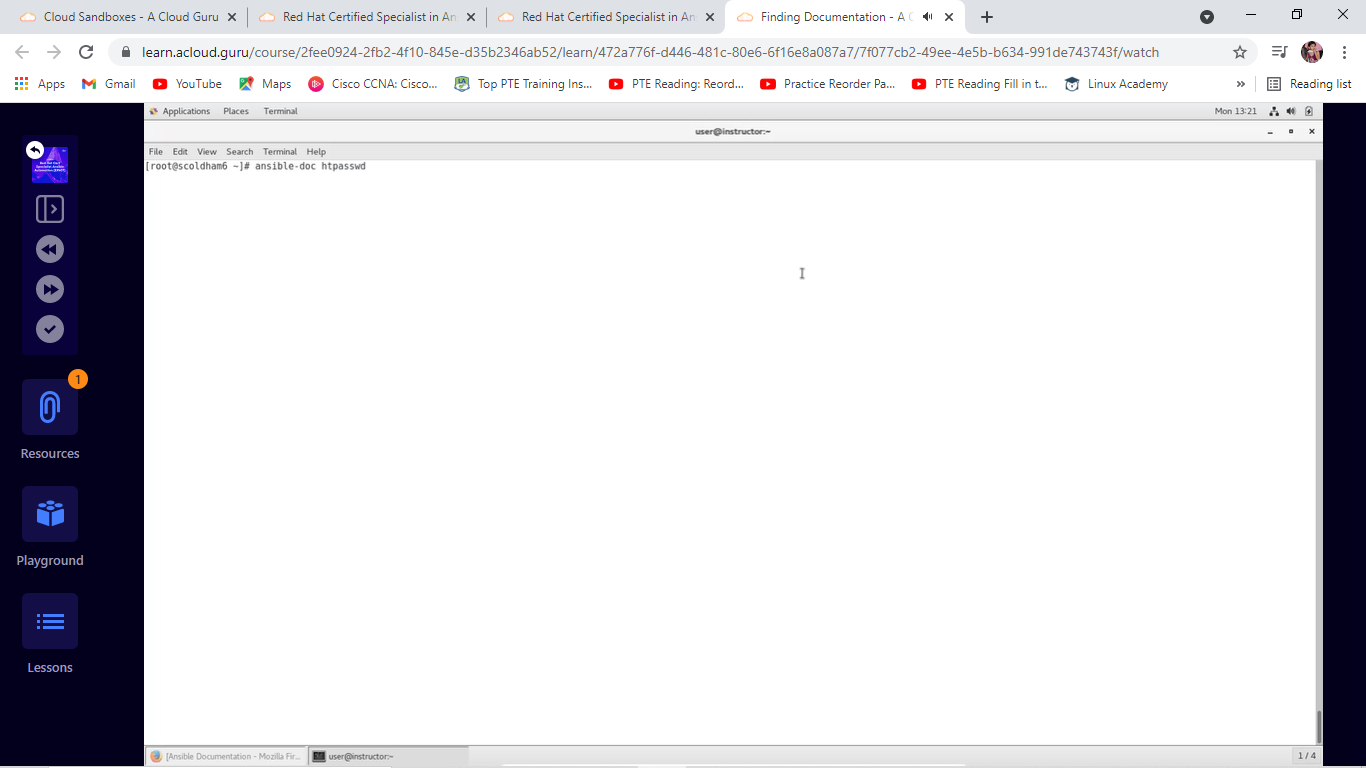 Cloud Sandboxes - A Cloud Guru
Red Hat Certified Specialist in An
Red Hat Certified Specialist in An
Finding Documentation - A C
learn.acloud.guru/course/2fee0924-2fb2-4f10-845e-d35b2346ab52/learn/472a776f-d446-481c-80e6-6f16e8a087a7/7f077cb2-49ee-4e5b-b634-991de743743f/watch
Apps
Gmail
YouTube
Maps
Cisco CCNA: Cisco...
Top PTE Training Ins...
PTE Reading: Reord...
Practice Reorder Pa...
PTE Reading Fill in t...
Linux Academy
»
Reading list
Applications Places Terminal
Mon 13:21
user@instructor:~
File Edit View Search Terminal Help
[root@scoldham6 ~]# ansible-doc htpasswd
1
Resources
Playground
Lessons
[Ansible Documentation - Mozilla Fir...
user@instructor:~
1 / 4